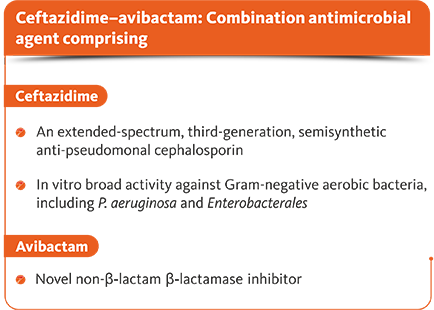 Ceftazidime–avibactam: Combination antimicrobial
agent comprising
Ceftazidime
An extended-spectrum, third-generation, semisynthetic
anti-pseudomonal cephalosporin
In vitro broad activity against Gram-negative aerobic bacteria,
including P. aeruginosa and Enterobacterales
Avibactam
Novel non-β-lactam β-lactamase inhibitor